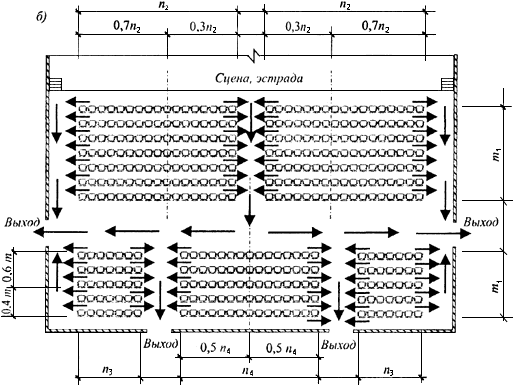 n₂ n₂
б) 0,7n₂ 0,3n₂ 0,3n₂ 0,7n₂
Сцена, эстрада
m₁
Выход Выход
0,6 m
0,4 m₁
m₁
Выход 0,5 n₄ 0,5 n₄ Выход
n₃ n₄ n₃